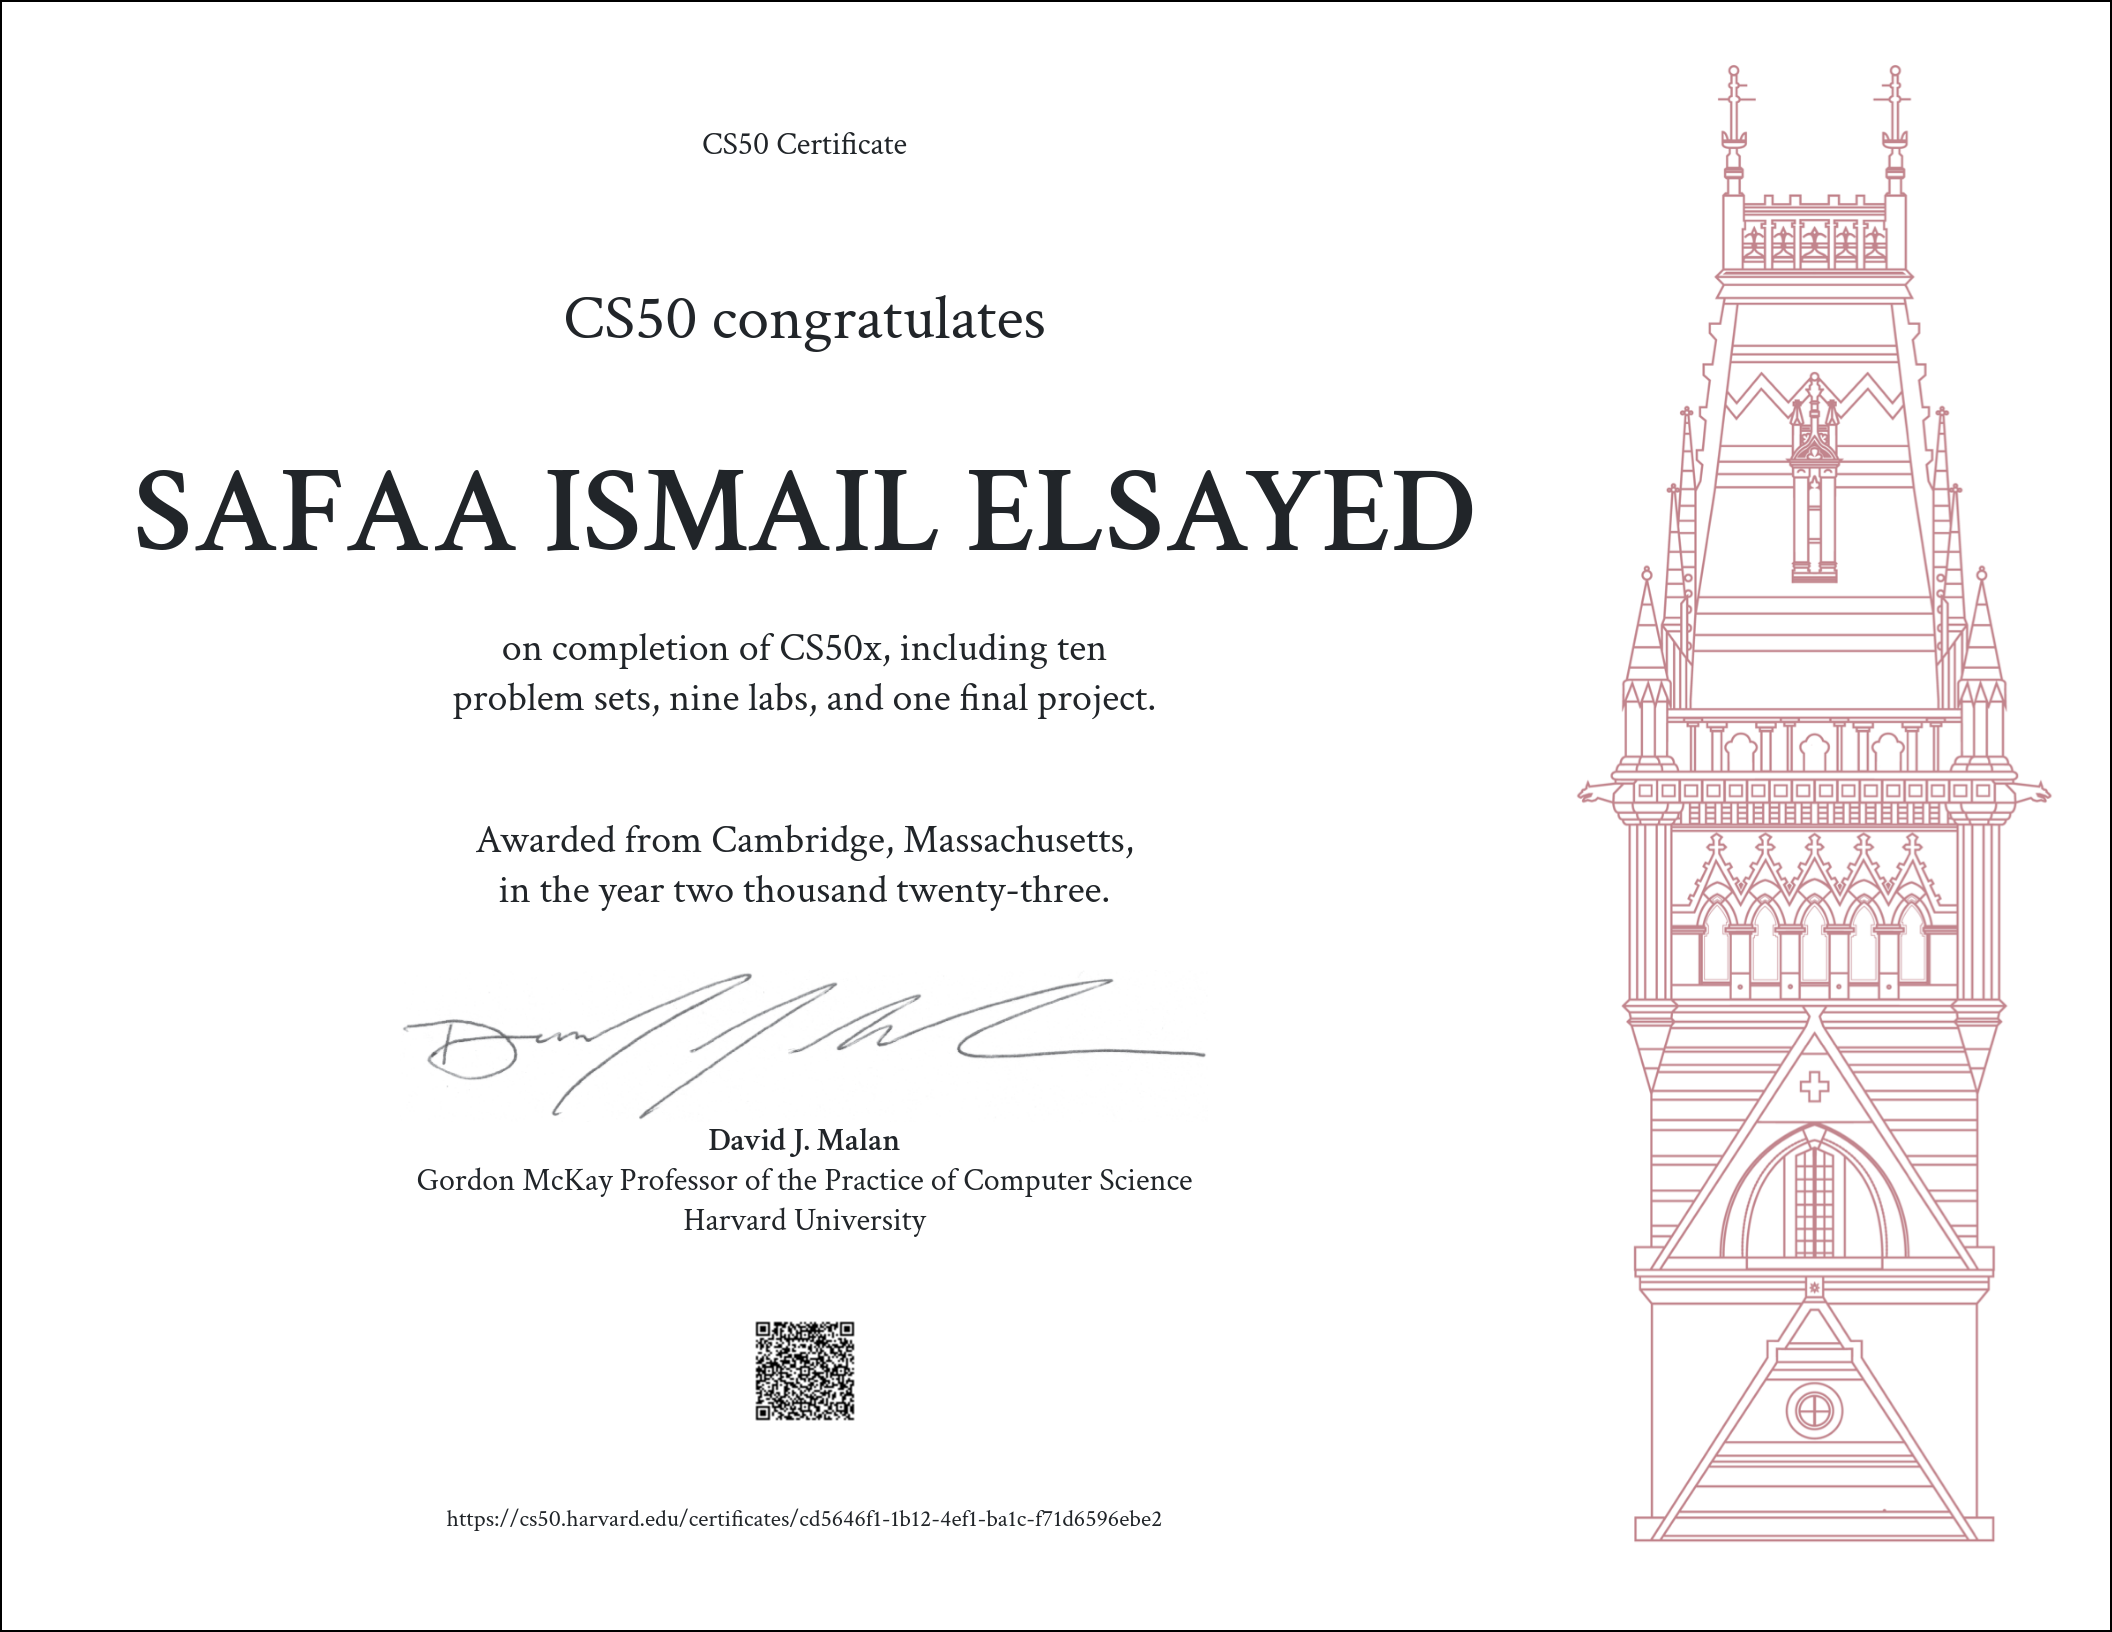 CS50 Certificate
CS50 congratulates
SAFAA ISMAIL ELSAYED
on completion of CS50x, including ten
problem sets, nine labs, and one final project.
Awarded from Cambridge, Massachusetts,
in the year two thousand twenty-three.
David J. Malan
Gordon McKay Professor of the Practice of Computer Science
Harvard University
https://cs50.harvard.edu/certificates/cd5646f1-1b12-4ef1-ba1c-f71d6596ebe2